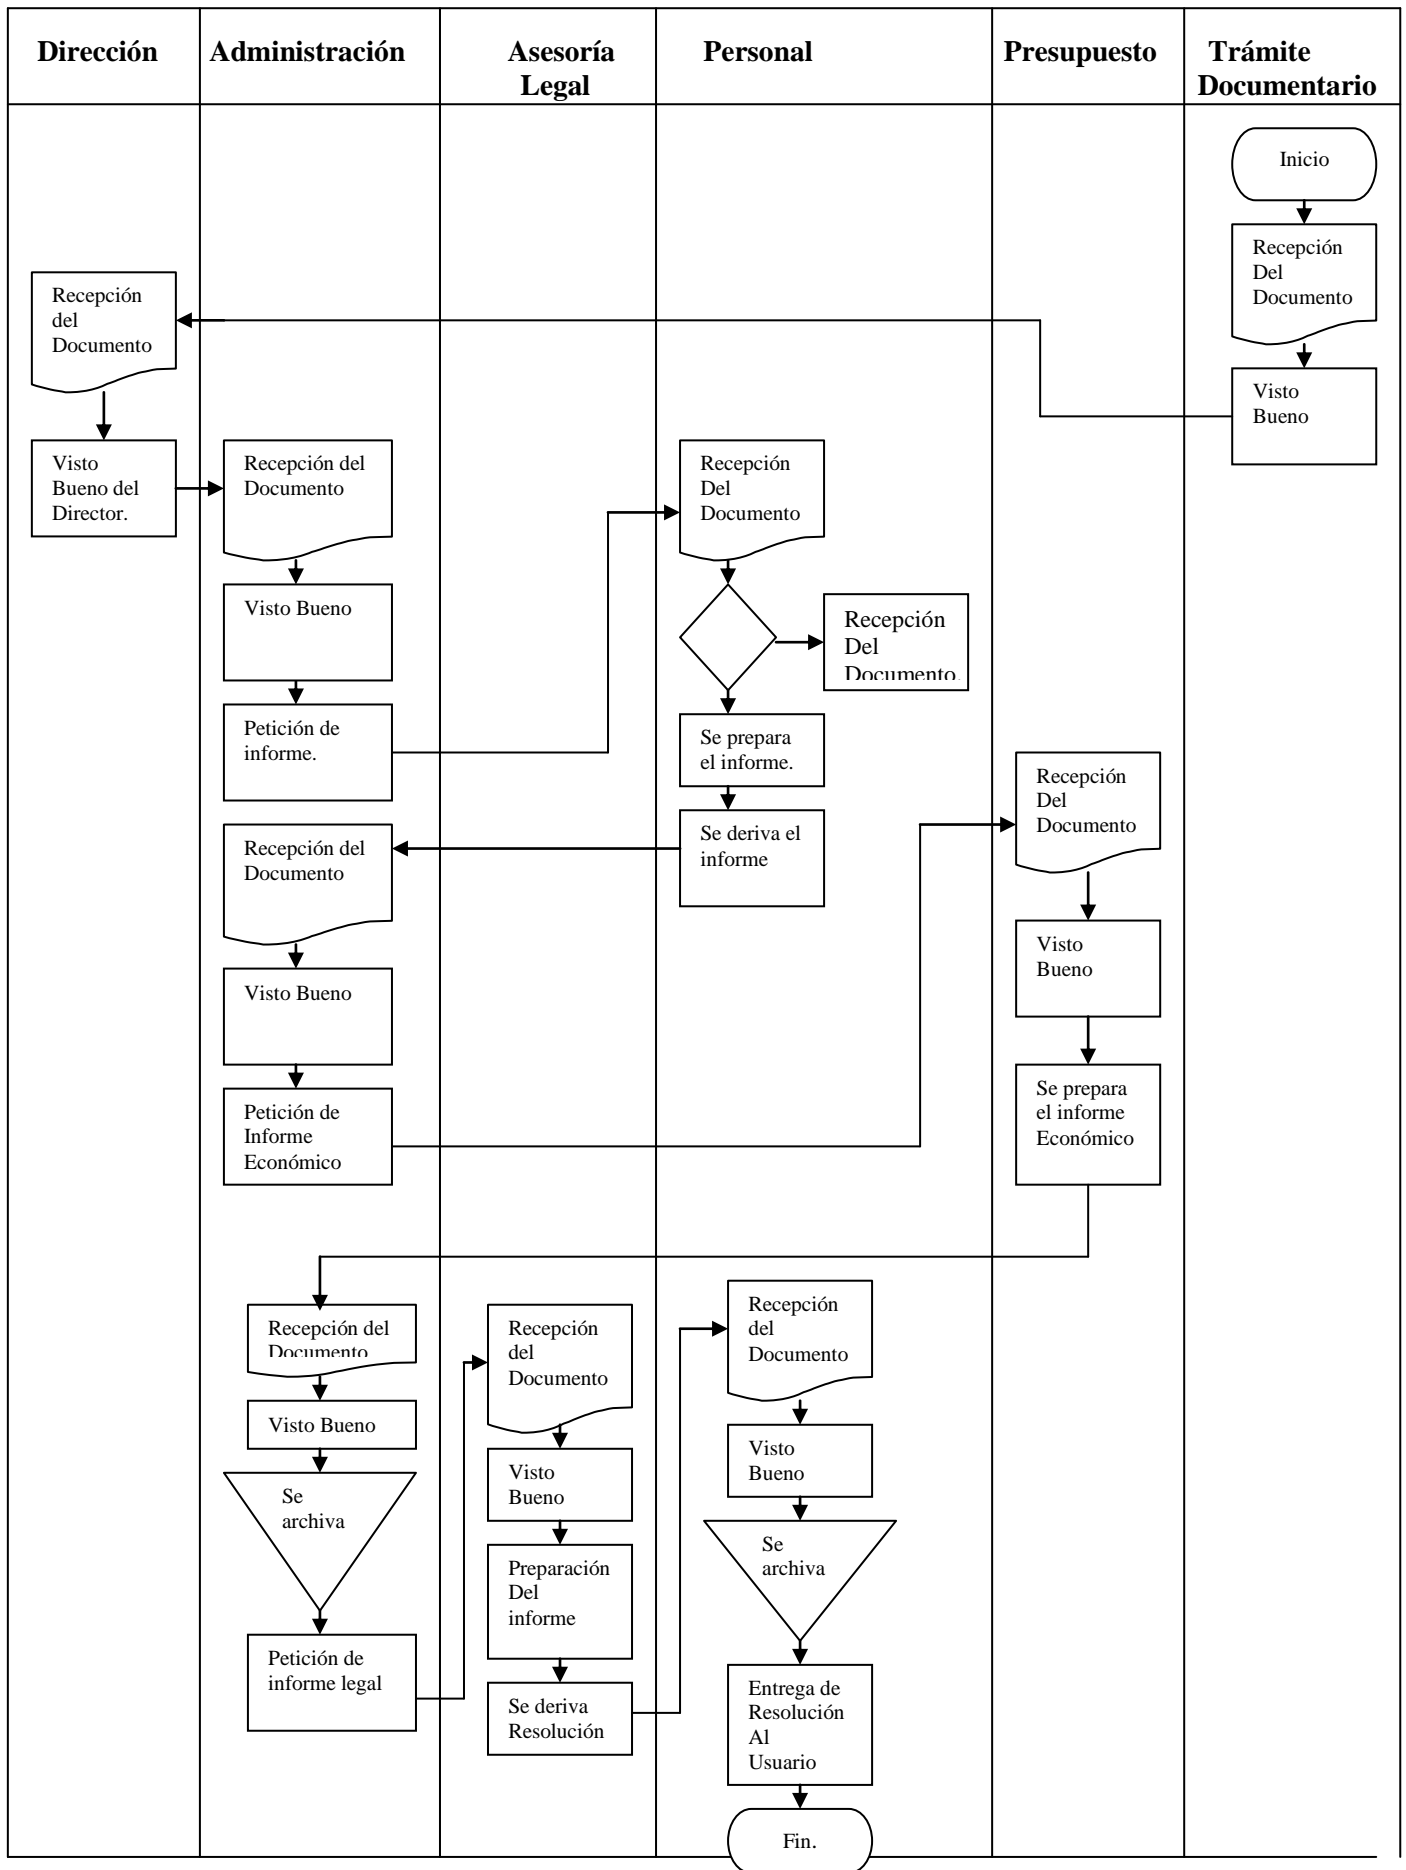 Dirección
Administración
Asesoría
Legal
Personal
Presupuesto
Trámite
Documentario
Inicio
Recepción
Del
Documento
Visto
Bueno
Recepción
del
Documento
Visto
Bueno del
Director.
Recepción del
Documento
Visto Bueno
Petición de
informe.
Recepción
Del
Documento
Recepción
Del
Documento.
Se prepara
el informe.
Se deriva el
informe
Recepción del
Documento
Visto Bueno
Petición de
Informe
Económico
Recepción
Del
Documento
Visto
Bueno
Se prepara
el informe
Económico
Recepción del
Documento
Visto Bueno
Se
archiva
Petición de
informe legal
Recepción
del
Documento
Visto
Bueno
Preparación
Del
informe
Se deriva
Resolución
Recepción
del
Documento
Visto
Bueno
Se
archiva
Entrega de
Resolución
Al
Usuario
Fin.